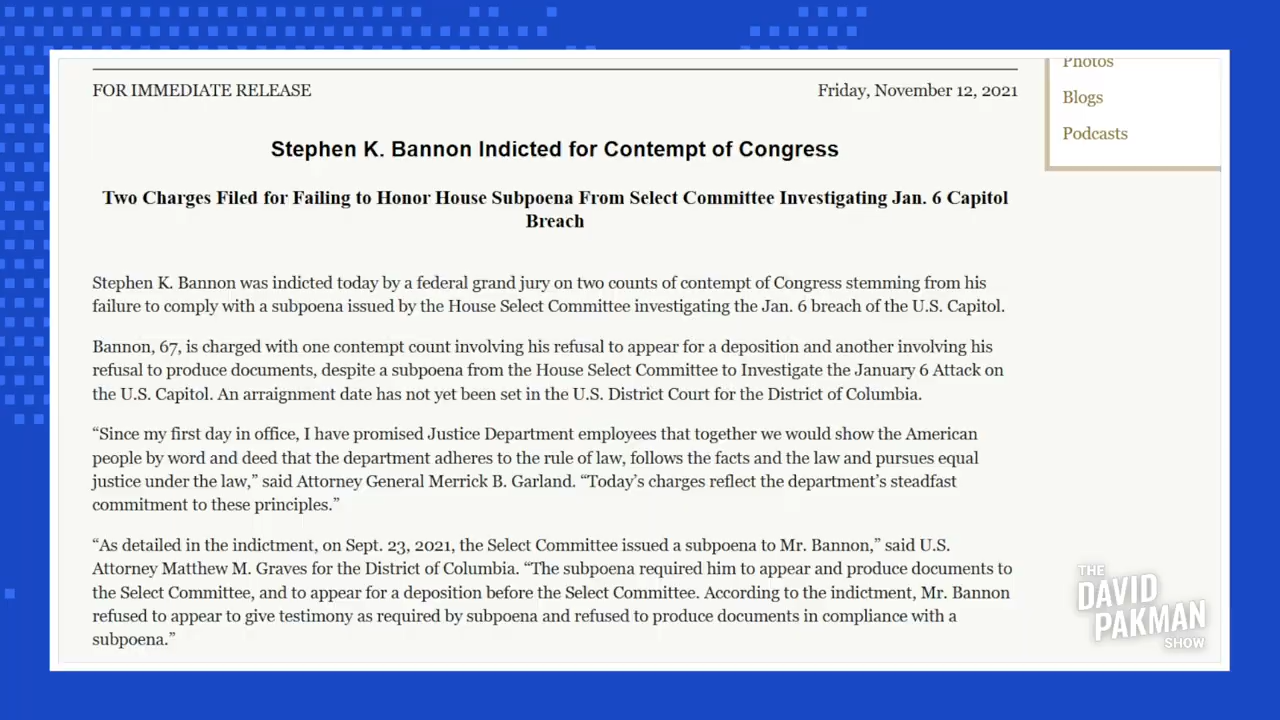 Photos
FOR IMMEDIATE RELEASE Friday, November 12, 2021
Blogs
Podcasts
Stephen K. Bannon Indicted for Contempt of Congress
Two Charges Filed for Failing to Honor House Subpoena From Select Committee Investigating Jan. 6 Capitol
Breach
Stephen K. Bannon was indicted today by a federal grand jury on two counts of contempt of Congress stemming from his
failure to comply with a subpoena issued by the House Select Committee investigating the Jan. 6 breach of the U.S. Capitol.
Bannon, 67, is charged with one contempt count involving his refusal to appear for a deposition and another involving his
refusal to produce documents, despite a subpoena from the House Select Committee to Investigate the January 6 Attack on
the U.S. Capitol. An arraignment date has not yet been set in the U.S. District Court for the District of Columbia.
“Since my first day in office, I have promised Justice Department employees that together we would show the American
people by word and deed that the department adheres to the rule of law, follows the facts and the law and pursues equal
justice under the law,” said Attorney General Merrick B. Garland. “Today’s charges reflect the department’s steadfast
commitment to these principles.”
“As detailed in the indictment, on Sept. 23, 2021, the Select Committee issued a subpoena to Mr. Bannon,” said U.S.
Attorney Matthew M. Graves for the District of Columbia. “The subpoena required him to appear and produce documents to
the Select Committee, and to appear for a deposition before the Select Committee. According to the indictment, Mr. Bannon
refused to appear to give testimony as required by subpoena and refused to produce documents in compliance with a
subpoena.”
THE
DAVID
PAKMAN
SHOW